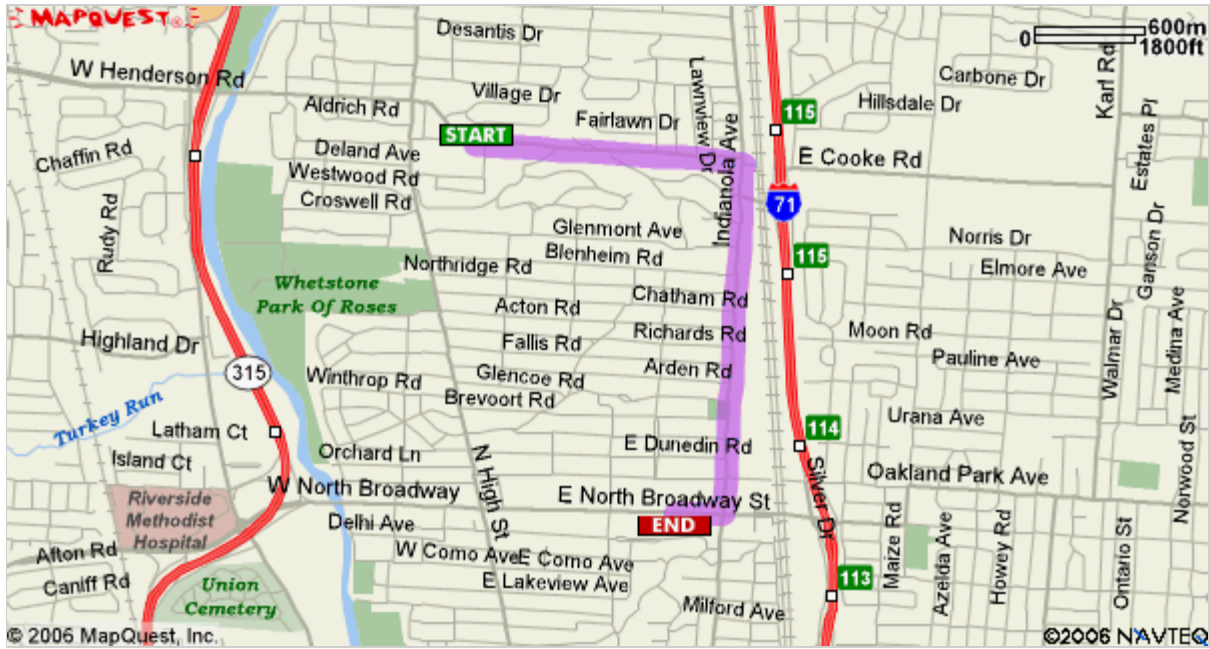 MAPQUEST
Desantis Dr
600m
0
1800ft
W Henderson Rd
Karl Rd
Carbone Dr
Village Dr
Lawnview Dr
Hillsdale Dr
Aldrich Rd
115
Fairlawn Dr
Estates Pl
START
Indianola Ave
Chaffin Rd
Deland Ave
E Cooke Rd
Westwood Rd
Croswell Rd
71
Rudy Rd
Glenmont Ave
Norris Dr
Ganson Dr
Blenheim Rd
115
Northridge Rd
Elmore Ave
Whetstone
Park Of Roses
Chatham Rd
Acton Rd
Medina Ave
Richards Rd
Moon Rd
Walmar Dr
Highland Dr
Fallis Rd
Pauline Ave
315
Winthrop Rd
Glencoe Rd
Arden Rd
Brevoort Rd
Turkey Run
Urana Ave
Latham Ct
114
Norwood St
N High St
E Dunedin Rd
Orchard Ln
Island Ct
Silver Dr
Oakland Park Ave
W North Broadway
E North Broadway St
Riverside
Methodist
Hospital
Delhi Ave
END
Maize Rd
Azelda Ave
Howey Rd
Ontario St
Afton Rd
W Como Ave
E Como Ave
Caniff Rd
Union
Cemetery
E Lakeview Ave
113
Milford Ave
© 2006 MapQuest, Inc.
©2006 NAVTEQ